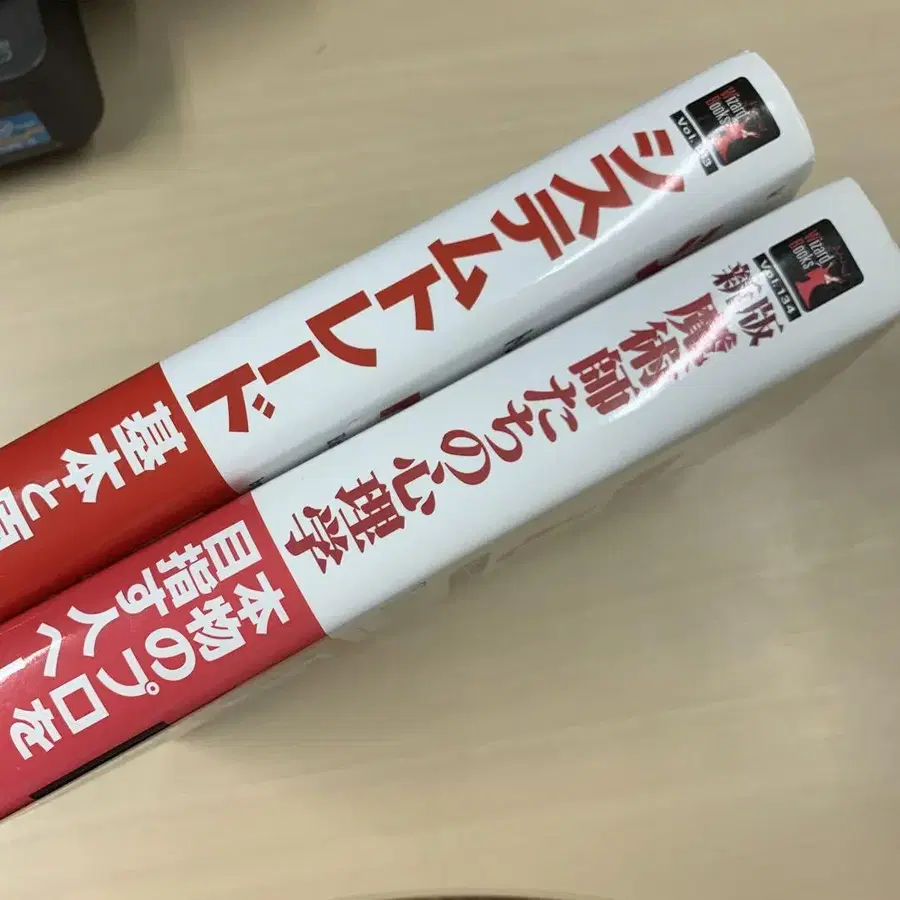 Wizard
Books
システムトレード
基本と
Wizard
Books
Vol.134
新版
魔術師たちの心理学
本物のプロを
目指す人へ